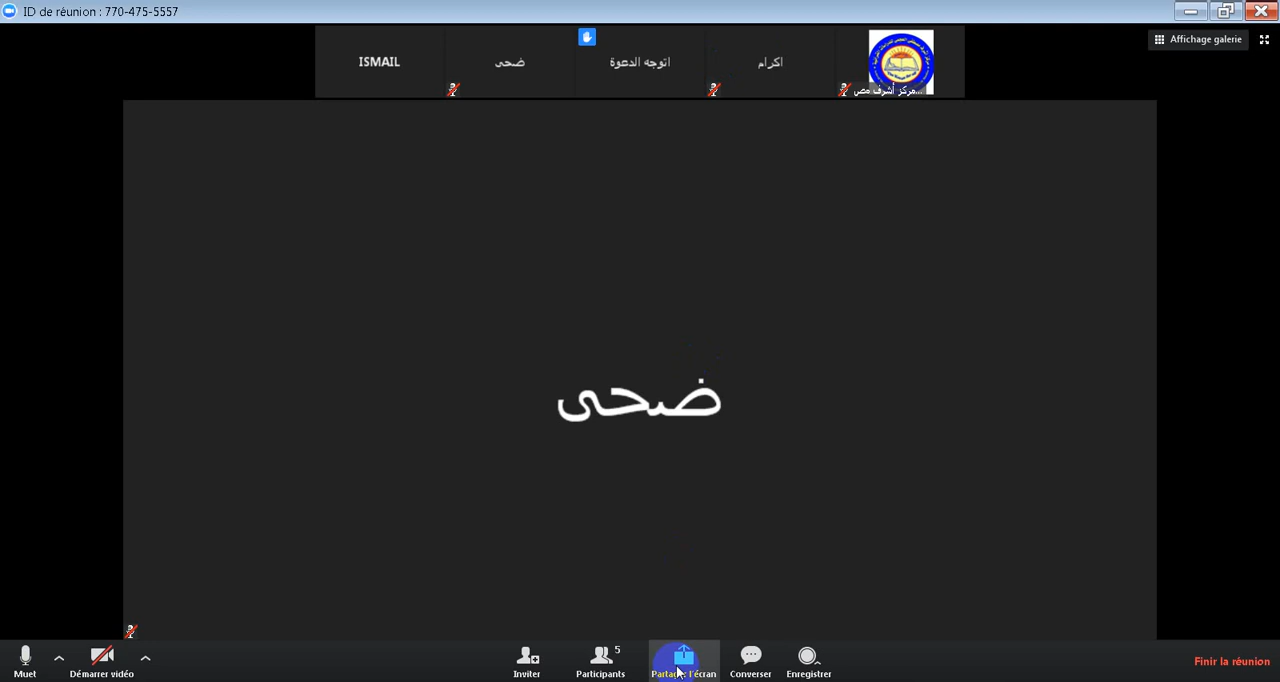 ID de réunion : 770-475-5557
Affichage galerie
ISMAIL
ضحى
اتوجه الدعوة
اكرام
مركز أشرف مص...
ضحى
Muet
Démarrer vidéo
Inviter
Participants
5
Partager l'écran
Converser
Enregistrer
Finir la réunion